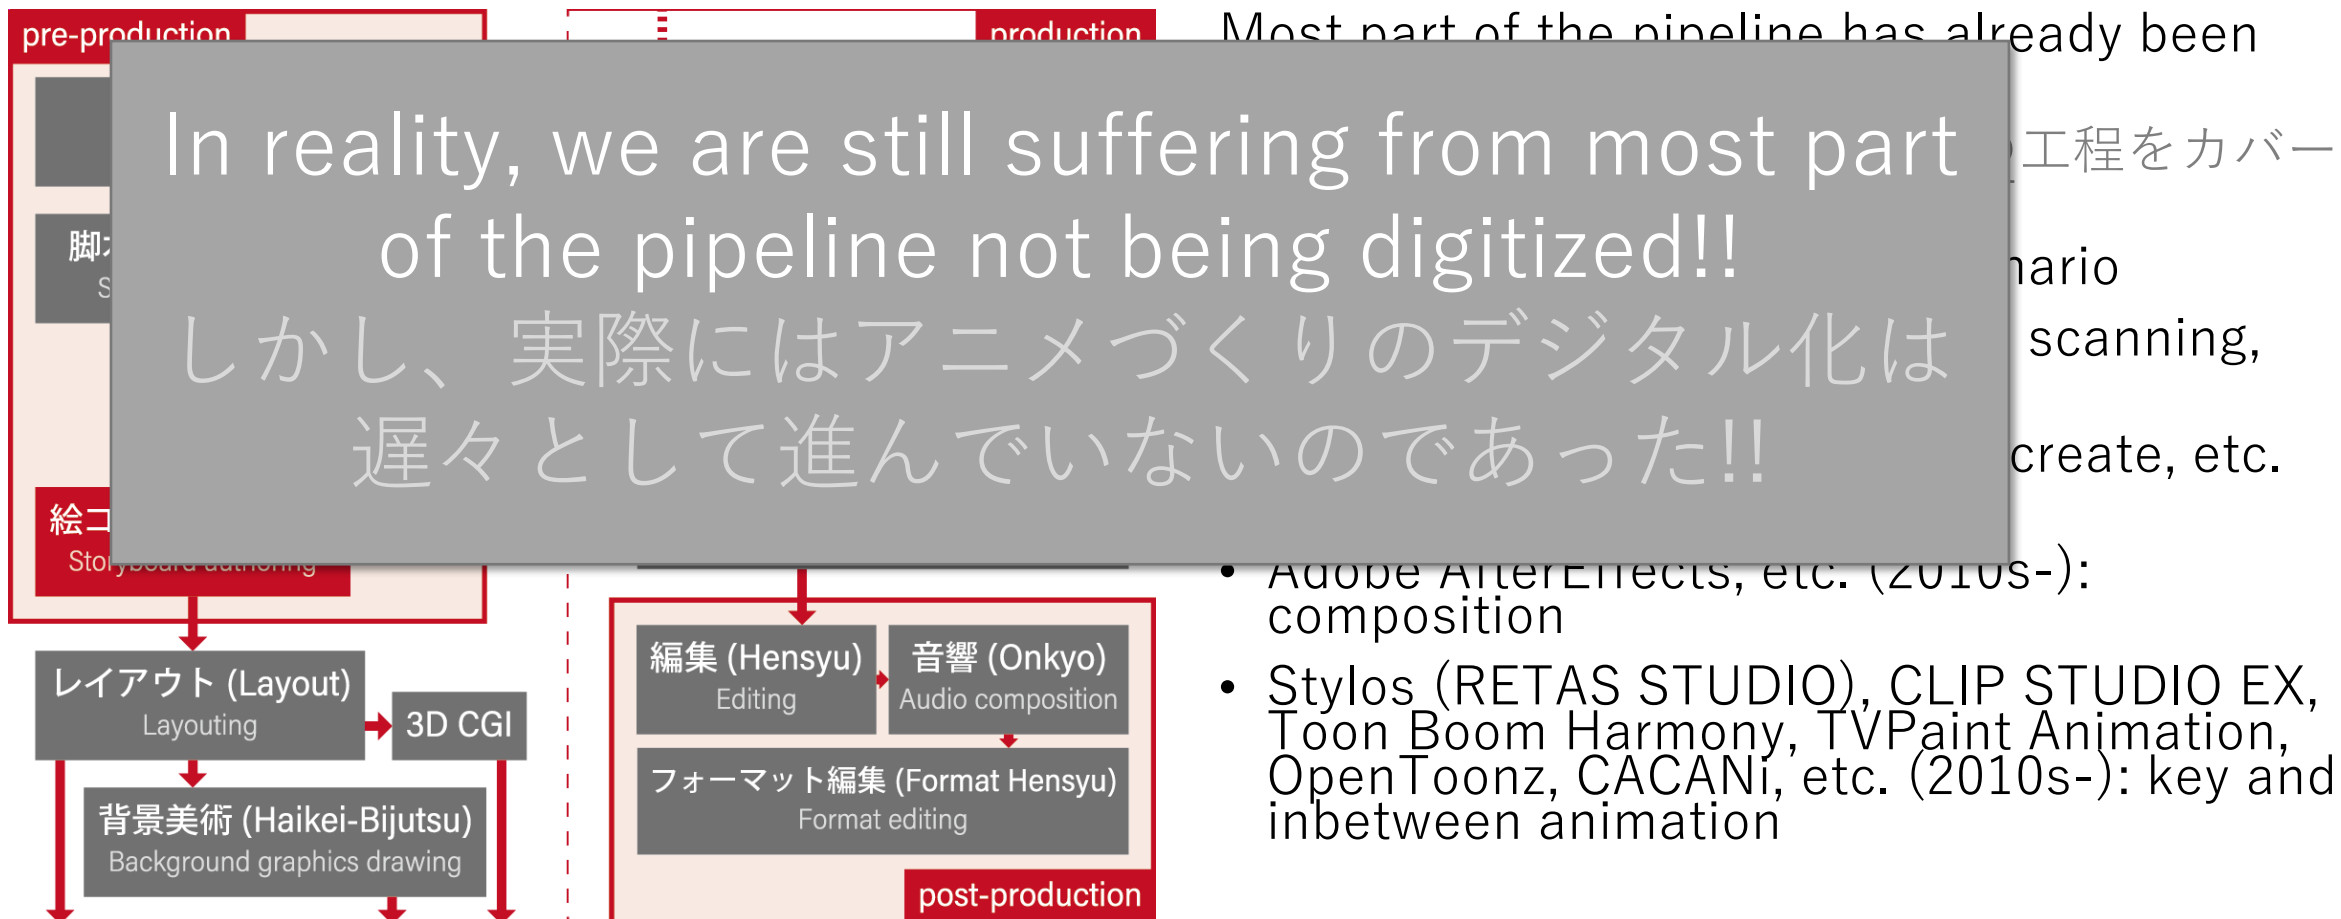 pre-production
production
In reality, we are still suffering from most part
of the pipeline not being digitized!!
しかし、実際にはアニメづくりのデジタル化は
遅々として進んでいないのであった!!
レイアウト (Layout)
Layouting
3D CGI
背景美術 (Haikei-Bijutsu)
Background graphics drawing
編集 (Hensyu)
Editing
音響 (Onkyo)
Audio composition
フォーマット編集 (Format Hensyu)
Format editing
post-production
Most part of the pipeline has already been
工程をカバー
scanning,
create, etc.
• Adobe AfterEffects, etc. (2010s-):
composition
• Stylos (RETAS STUDIO), CLIP STUDIO EX,
Toon Boom Harmony, TVPaint Animation,
OpenToonz, CACANi, etc. (2010s-): key and
inbetween animation